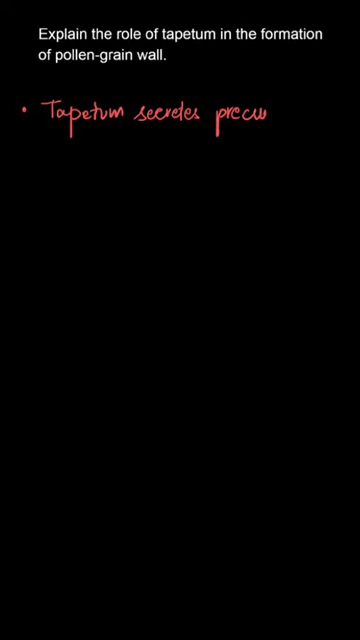 Explain the role of tapetum in the formation
of pollen-grain wall.
• Tapetum secretes precu